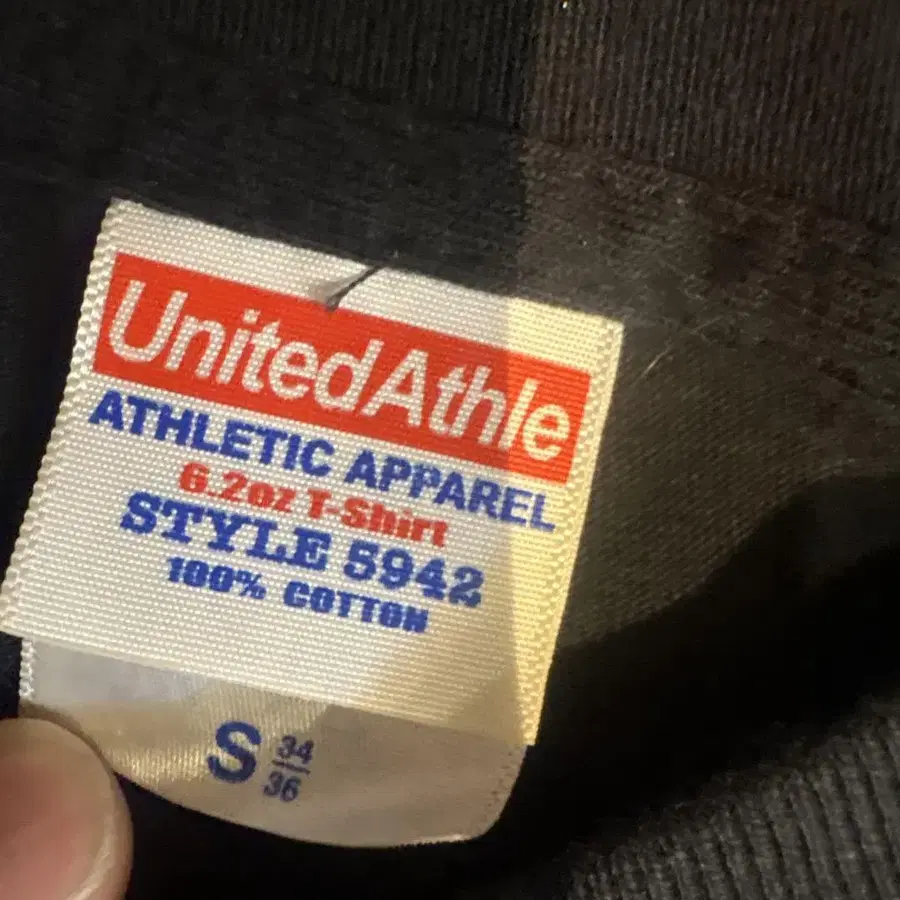 UnitedAthle
ATHLETIC APPAREL
6.2oz T-Shirt
STYLE 5942
100% COTTON
S 34
36